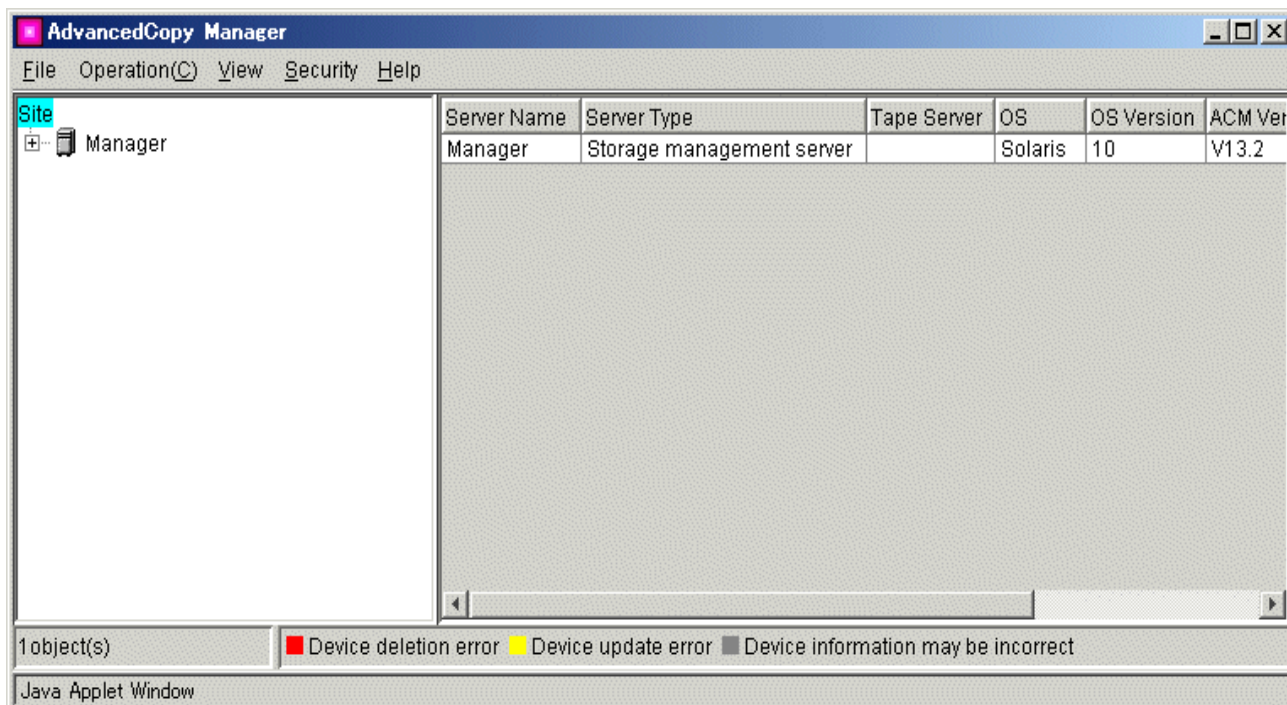 AdvancedCopy Manager
File Operation(C) View Security Help
Site
Manager
Server Name Server Type Tape Server OS OS Version ACM Ver
Manager Storage management server Solaris 10 V13.2
1object(s) Device deletion error Device update error Device information may be incorrect
Java Applet Window